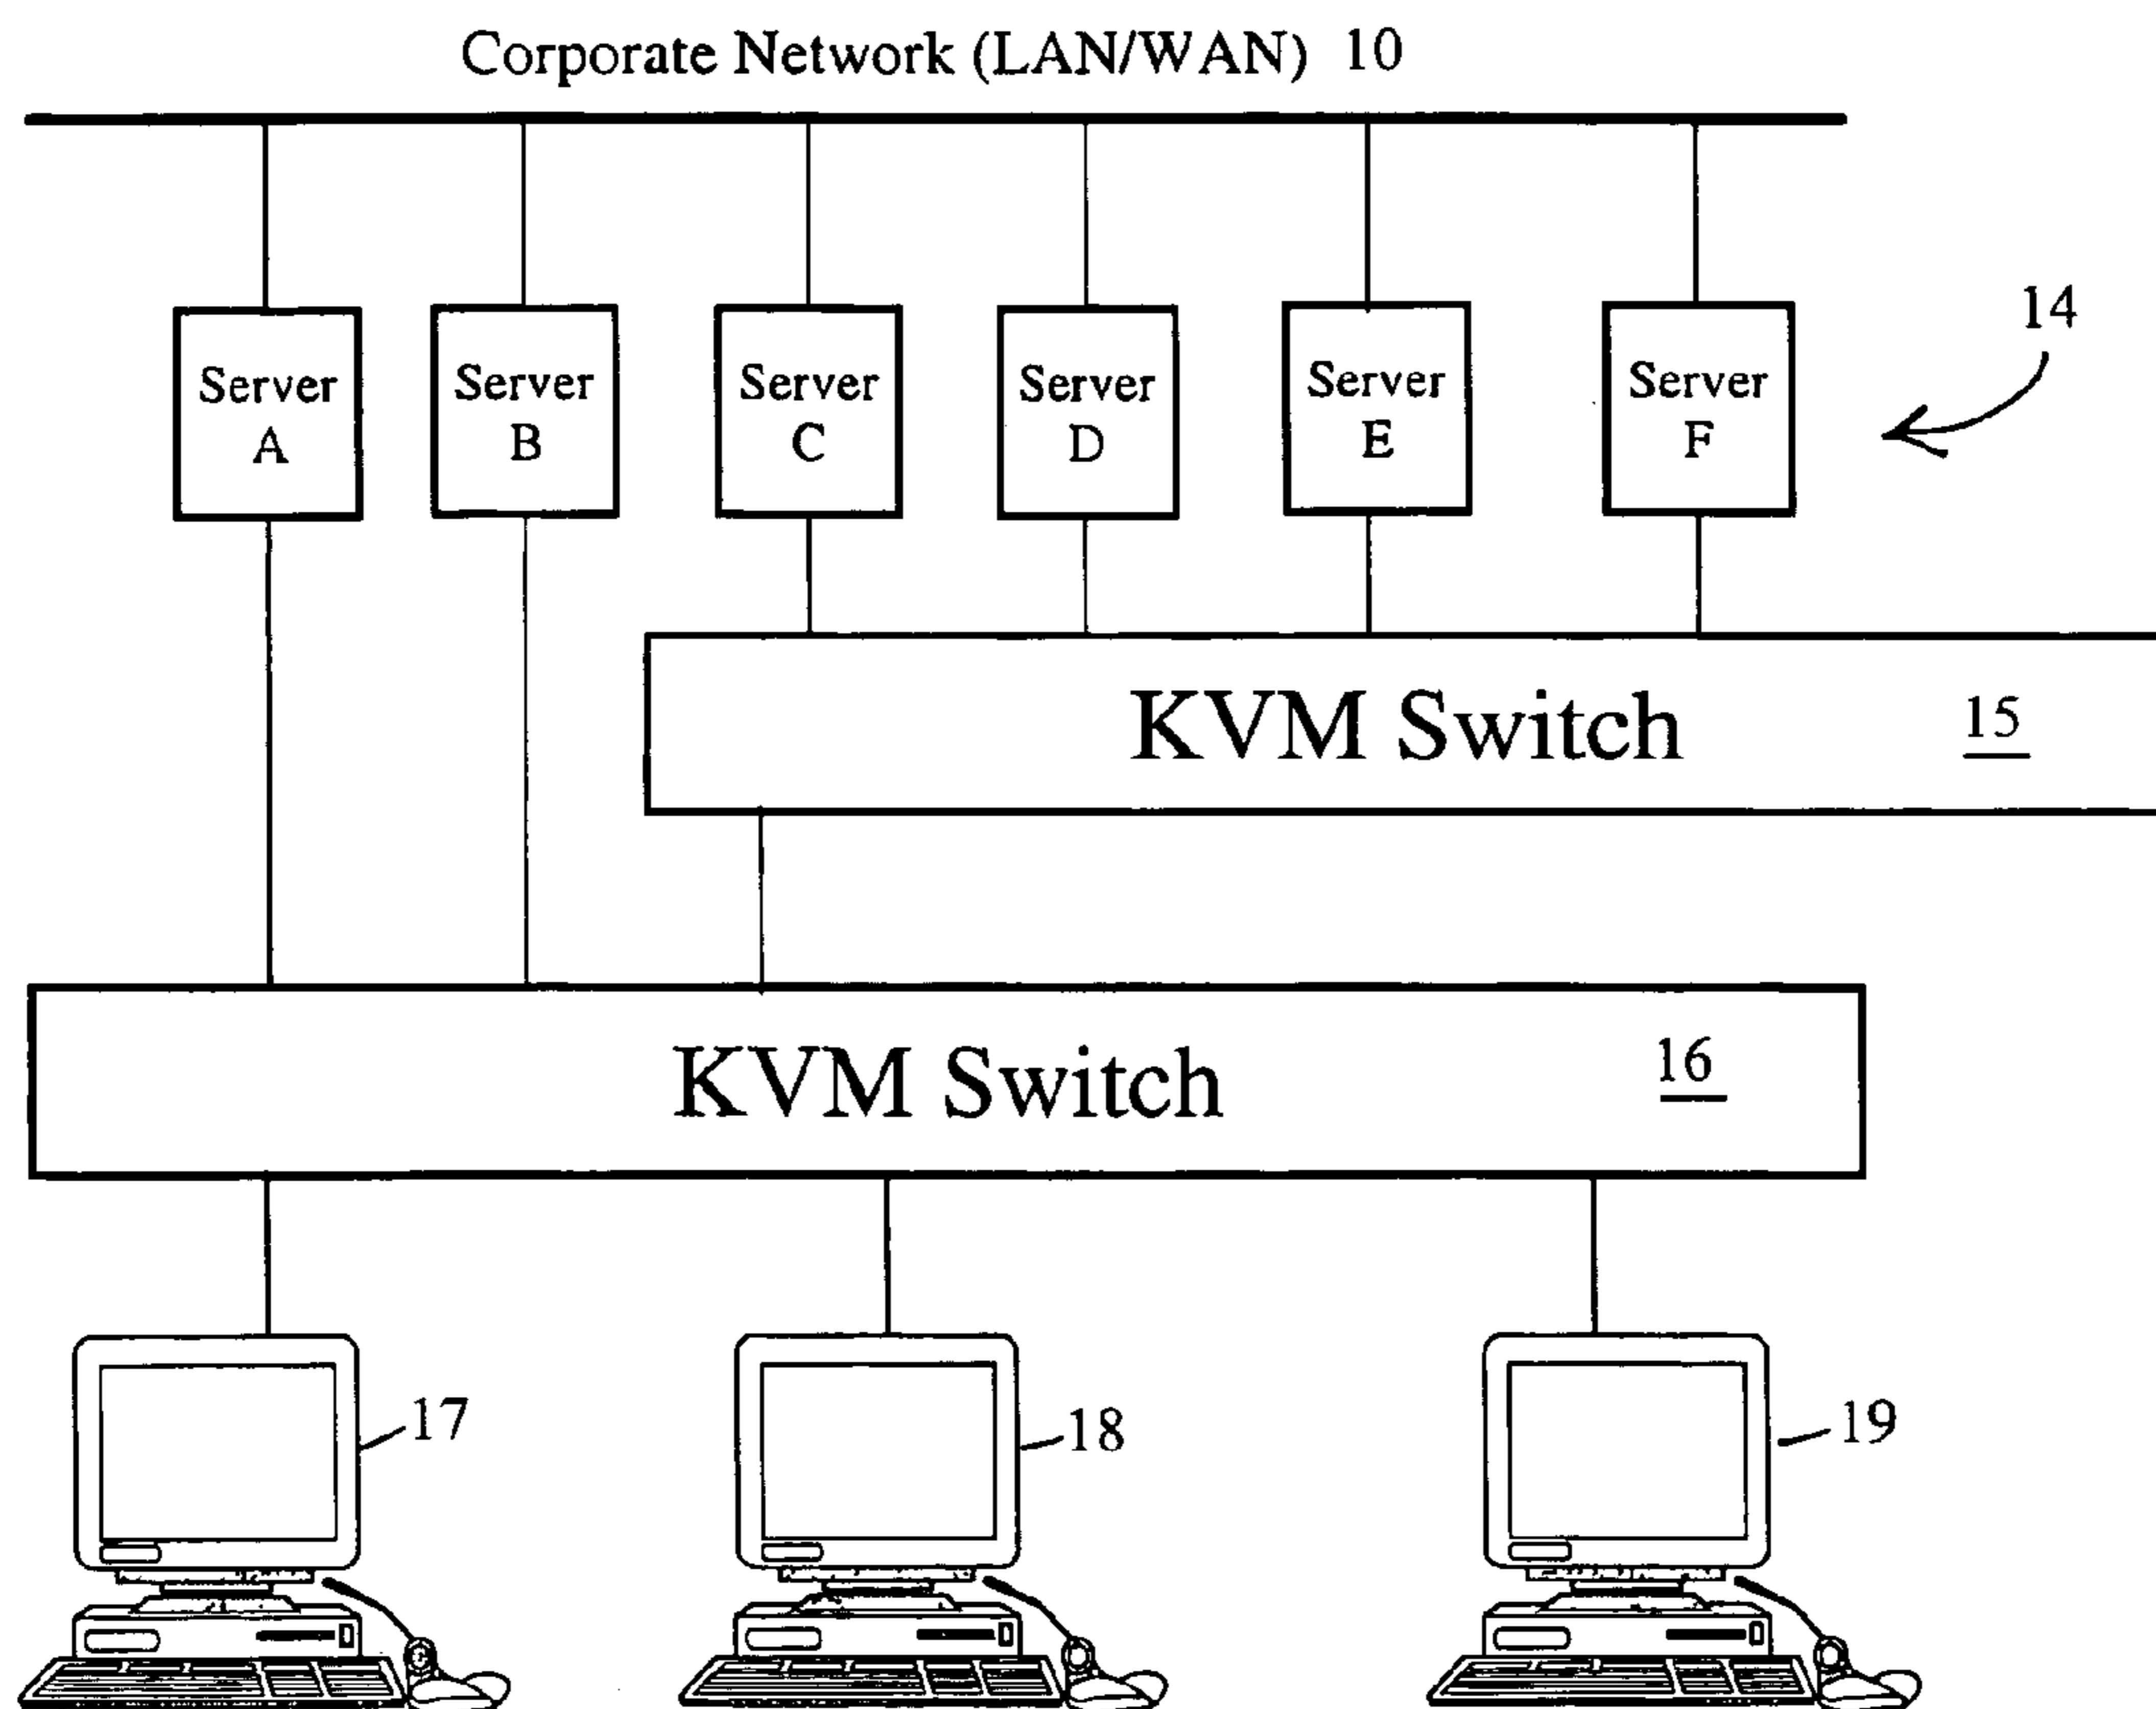 Corporate Network (LAN/WAN) 10
14
Server
A
Server
B
Server
C
Server
D
Server
E
Server
F
KVM Switch 15
KVM Switch 16
17
18
19